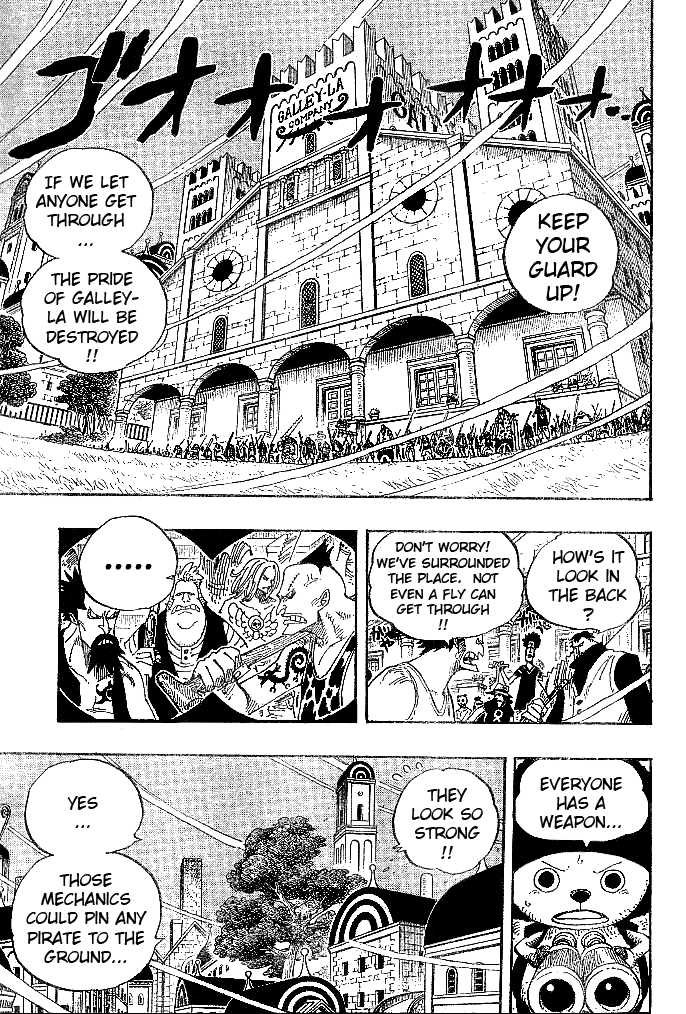 ゴオオオオオ...
GALLEY-LA
COMPANY
KEEP
YOUR
GUARD
UP!
IF WE LET
ANYONE GET
THROUGH
...
THE PRIDE
OF GALLEY-
LA WILL BE
DESTROYED
!!
HOW'S IT
LOOK IN
THE BACK
?
DON'T WORRY!
WE'VE SURROUNDED
THE PLACE. NOT
EVEN A FLY CAN
GET THROUGH
!!
.....
EVERYONE
HAS A
WEAPON...
THEY
LOOK SO
STRONG
!!
YES
...
THOSE
MECHANICS
COULD PIN ANY
PIRATE TO THE
GROUND...